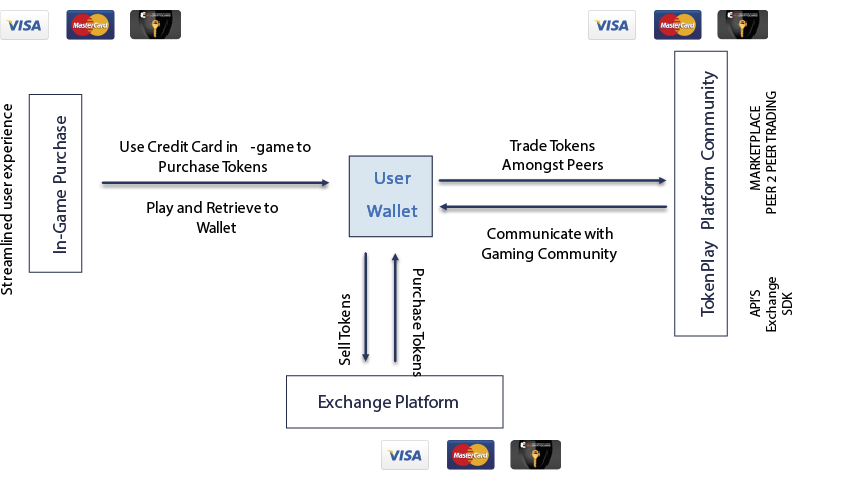 VISA
MasterCard
VISA
MasterCard
Streamlined user experience
In-Game Purchase
Use Credit Card in -game to
Purchase Tokens
Play and Retrieve to
Wallet
User
Wallet
Trade Tokens
Amongst Peers
Communicate with
Gaming Community
TokenPlay Platform Community
MARKETPLACE
PEER 2 PEER TRADING
API'S
Exchange
SDK
Sell Tokens
Purchase Tokens
Exchange Platform
VISA
MasterCard